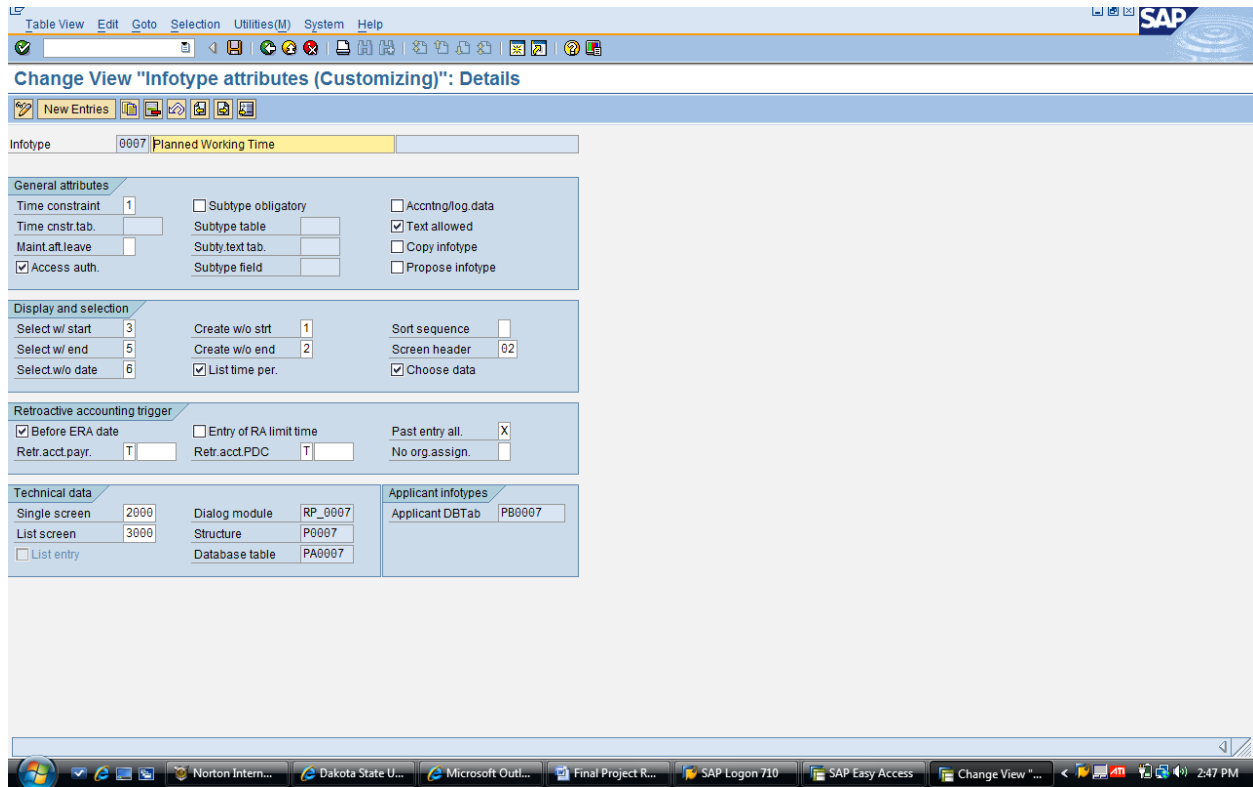 Table View Edit Goto Selection Utilities(M) System Help
SAP
Change View "Infotype attributes (Customizing)": Details
New Entries
Infotype 0007 Planned Working Time
General attributes
Time constraint 1 Subtype obligatory Accntng/log.data
Time cnstr.tab. Subtype table Text allowed
Maint.aft.leave Subty.text tab. Copy infotype
Access auth. Subtype field Propose infotype
Display and selection
Select w/ start 3 Create w/o strt 1 Sort sequence
Select w/ end 5 Create w/o end 2 Screen header 02
Select.w/o date 6 List time per. Choose data
Retroactive accounting trigger
Before ERA date Entry of RA limit time Past entry all. X
Retr.acct.payr. T Retr.acct.PDC T No org.assign.
Technical data Applicant infotypes
Single screen 2000 Dialog module RP_0007 Applicant DBTab PB0007
List screen 3000 Structure P0007
List entry Database table PA0007
Norton Intern... Dakota State U... Microsoft Outl... Final Project R... SAP Logon 710 SAP Easy Access Change View "... ATI 2:47 PM